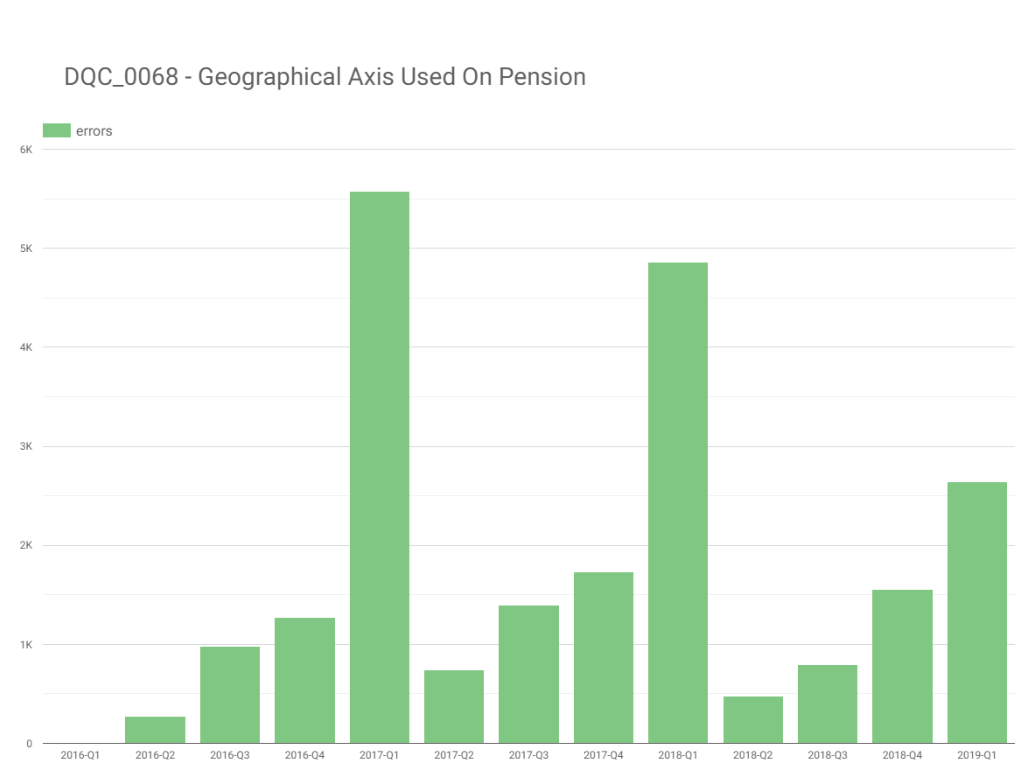 DQC_0068 - Geographical Axis Used On Pension
errors
6K
5K
4K
3K
2K
1K
0
2016-Q1 2016-Q2 2016-Q3 2016-Q4 2017-Q1 2017-Q2 2017-Q3 2017-Q4 2018-Q1 2018-Q2 2018-Q3 2018-Q4 2019-Q1